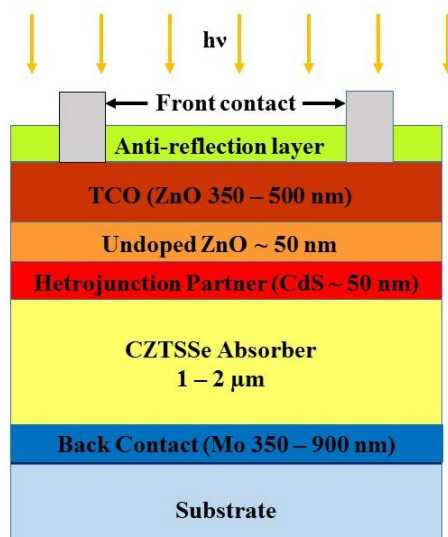 hν
Front contact
Anti-reflection layer
TCO (ZnO 350 – 500 nm)
Undoped ZnO ~ 50 nm
Hetrojunction Partner (CdS ~ 50 nm)
CZTSSe Absorber
1 – 2 μm
Back Contact (Mo 350 – 900 nm)
Substrate